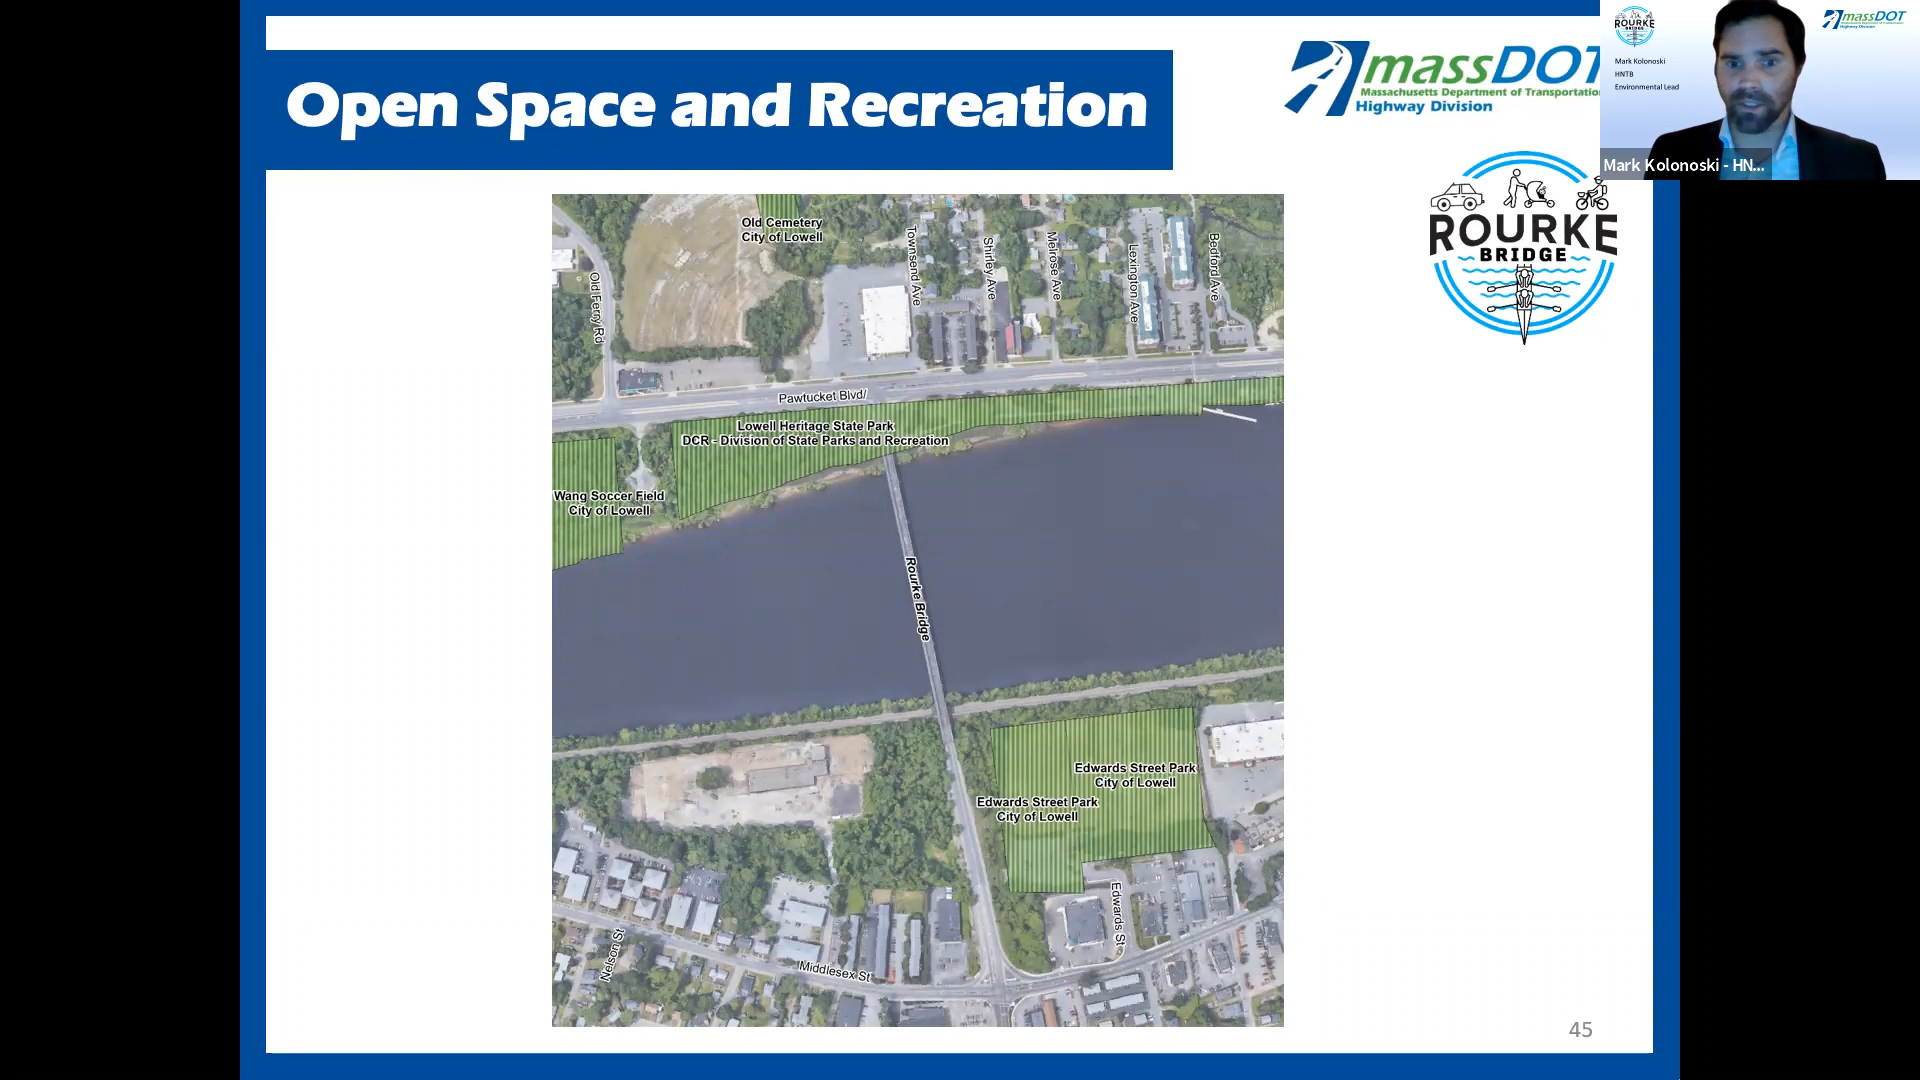 Open Space and Recreation
massDOT
Massachusetts Department of Transportation
Highway Division
ROURKE
BRIDGE
Mark Kolonoski
HNTB
Environmental Lead
massDOT
Highway Division
Mark Kolonoski - HN...
ROURKE
BRIDGE
Old Cemetery
City of Lowell
Old Ferry Rd
Townsend Ave
Shirley Ave
Melrose Ave
Lexington Ave
Bedford Ave
Pawtucket Blvd/
Lowell Heritage State Park
DCR - Division of State Parks and Recreation
Wang Soccer Field
City of Lowell
Rourke Bridge
Edwards Street Park
City of Lowell
Edwards Street Park
City of Lowell
Edwards St
Nelson St
Middlesex St
45